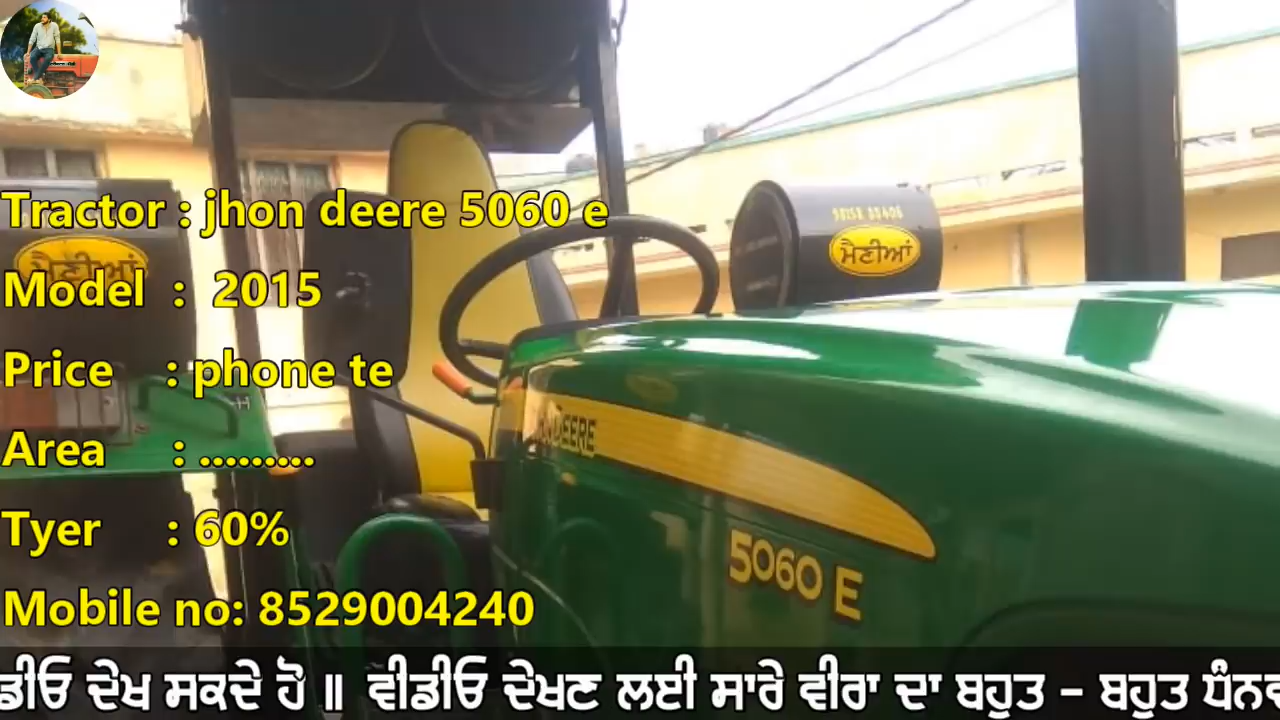 Tractor : jhon deere 5060 e
ਮੈਣੀਆਂ
ਮੈਣੀਆਂ
Model : 2015
Price : phone te
Area : .........
DEERE
Tyer : 60%
5060 E
Mobile no: 8529004240
ਦੇਖ ਸਕਦੇ ਹੋ ॥ ਵੀਡੀਓ ਦੇਖਣ ਲਈ ਸਾਰੇ ਵੀਰਾ ਦਾ ਬਹੁਤ - ਬਹੁਤ